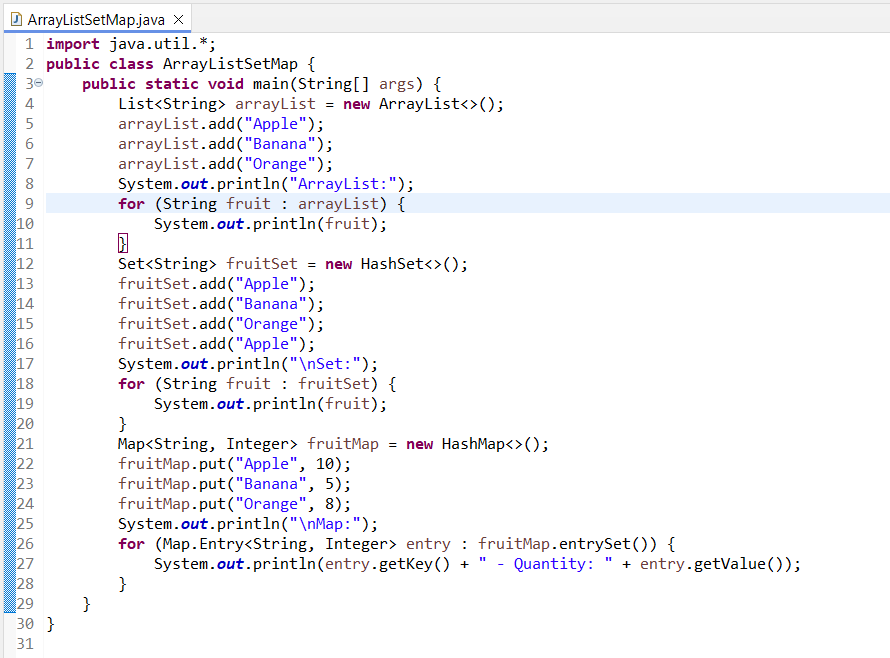 ArrayListSetMap.java
1 import java.util.*;
2 public class ArrayListSetMap {
3 public static void main(String[] args) {
4 List<String> arrayList = new ArrayList<>();
5 arrayList.add("Apple");
6 arrayList.add("Banana");
7 arrayList.add("Orange");
8 System.out.println("ArrayList:");
9 for (String fruit : arrayList) {
10 System.out.println(fruit);
11 }
12 Set<String> fruitSet = new HashSet<>();
13 fruitSet.add("Apple");
14 fruitSet.add("Banana");
15 fruitSet.add("Orange");
16 fruitSet.add("Apple");
17 System.out.println("\nSet:");
18 for (String fruit : fruitSet) {
19 System.out.println(fruit);
20 }
21 Map<String, Integer> fruitMap = new HashMap<>();
22 fruitMap.put("Apple", 10);
23 fruitMap.put("Banana", 5);
24 fruitMap.put("Orange", 8);
25 System.out.println("\nMap:");
26 for (Map.Entry<String, Integer> entry : fruitMap.entrySet()) {
27 System.out.println(entry.getKey() + " - Quantity: " + entry.getValue());
28 }
29 }
30 }
31